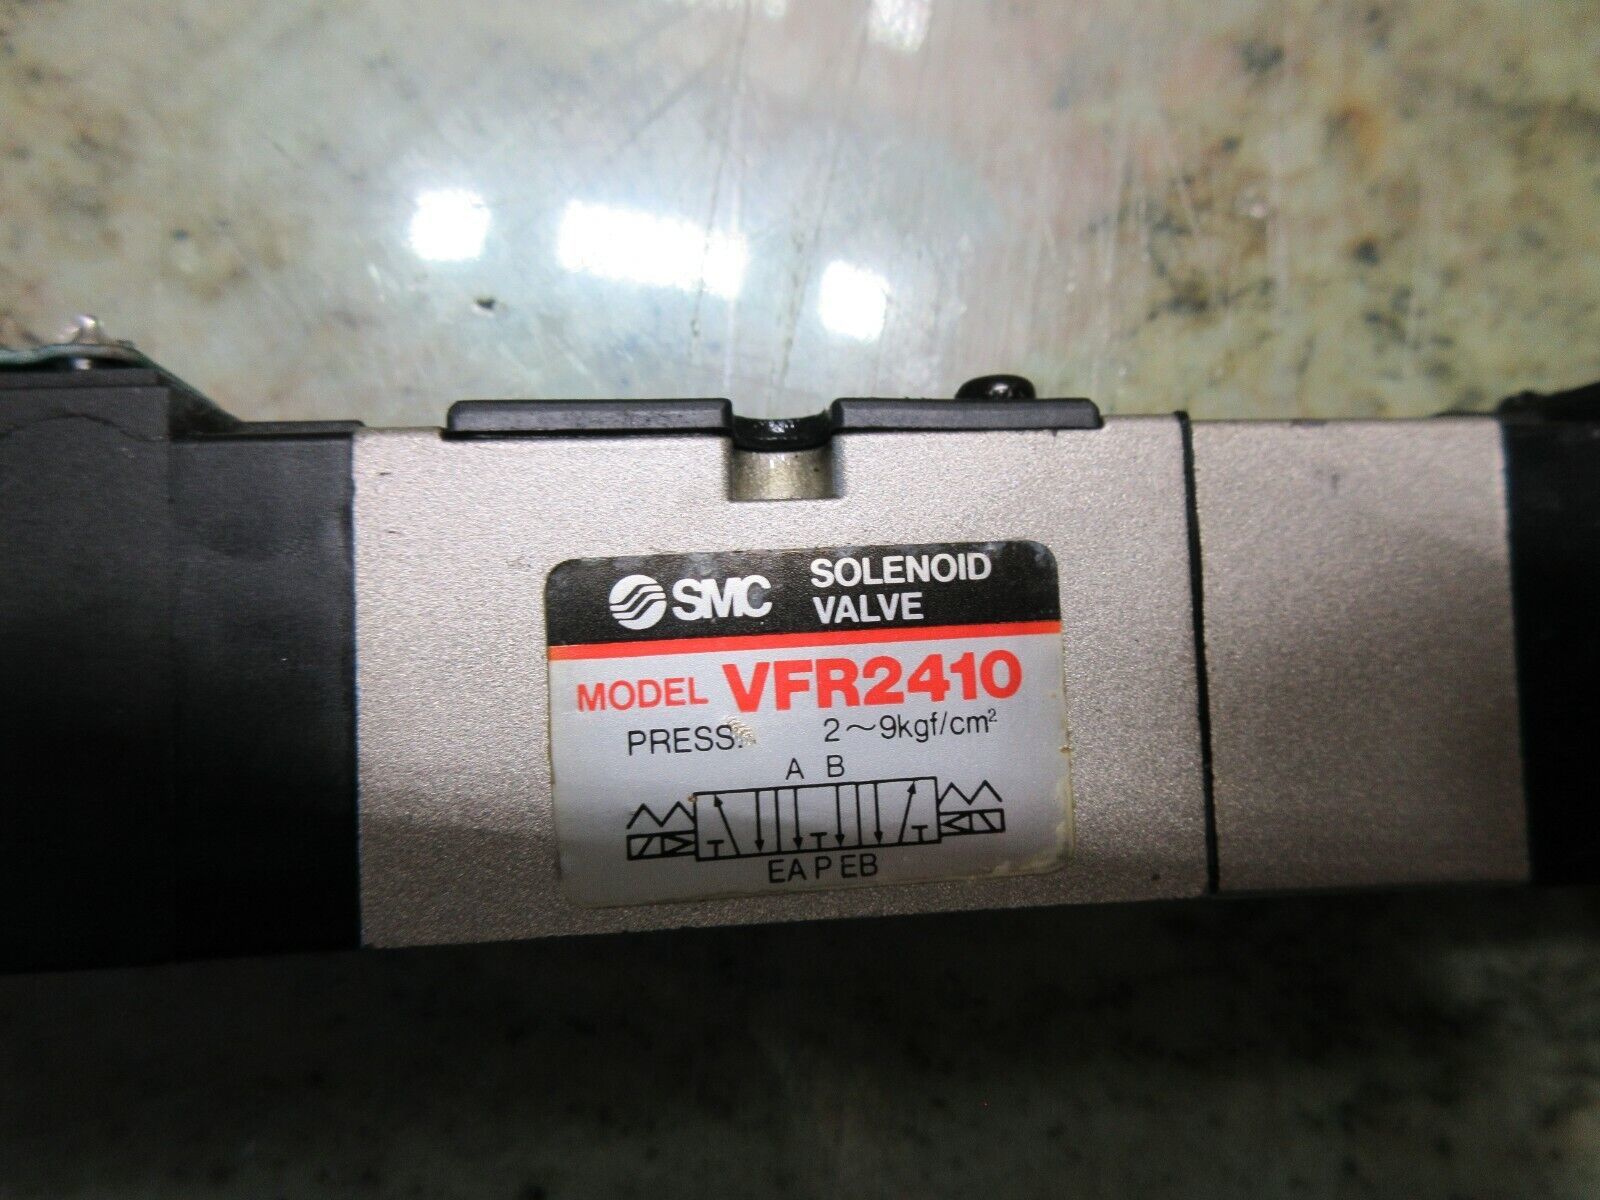 SMC SOLENOID
VALVE
MODEL VFR2410
PRESS. 2~9kgf/cm²
A B
EA P EB